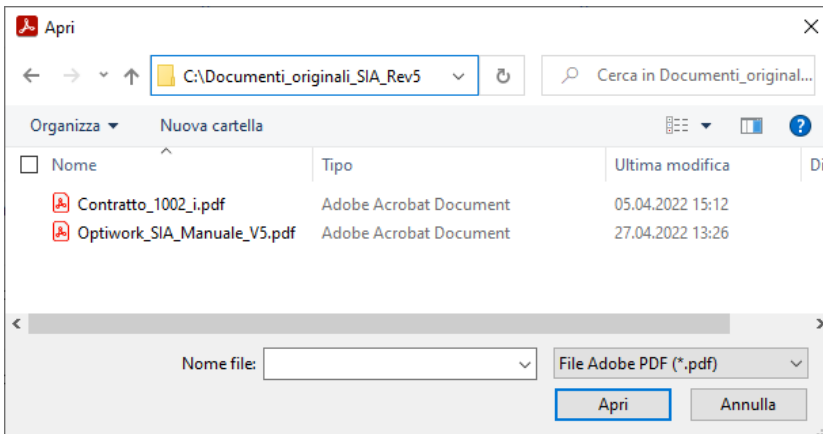 Apri
C:\Documenti_originali_SIA_Rev5
Cerca in Documenti_original...
Organizza
Nuova cartella
?
Nome Tipo Ultima modifica Di
Contratto_1002_i.pdf Adobe Acrobat Document 05.04.2022 15:12
Optiwork_SIA_Manuale_V5.pdf Adobe Acrobat Document 27.04.2022 13:26
Nome file: File Adobe PDF (*.pdf)
Apri Annulla